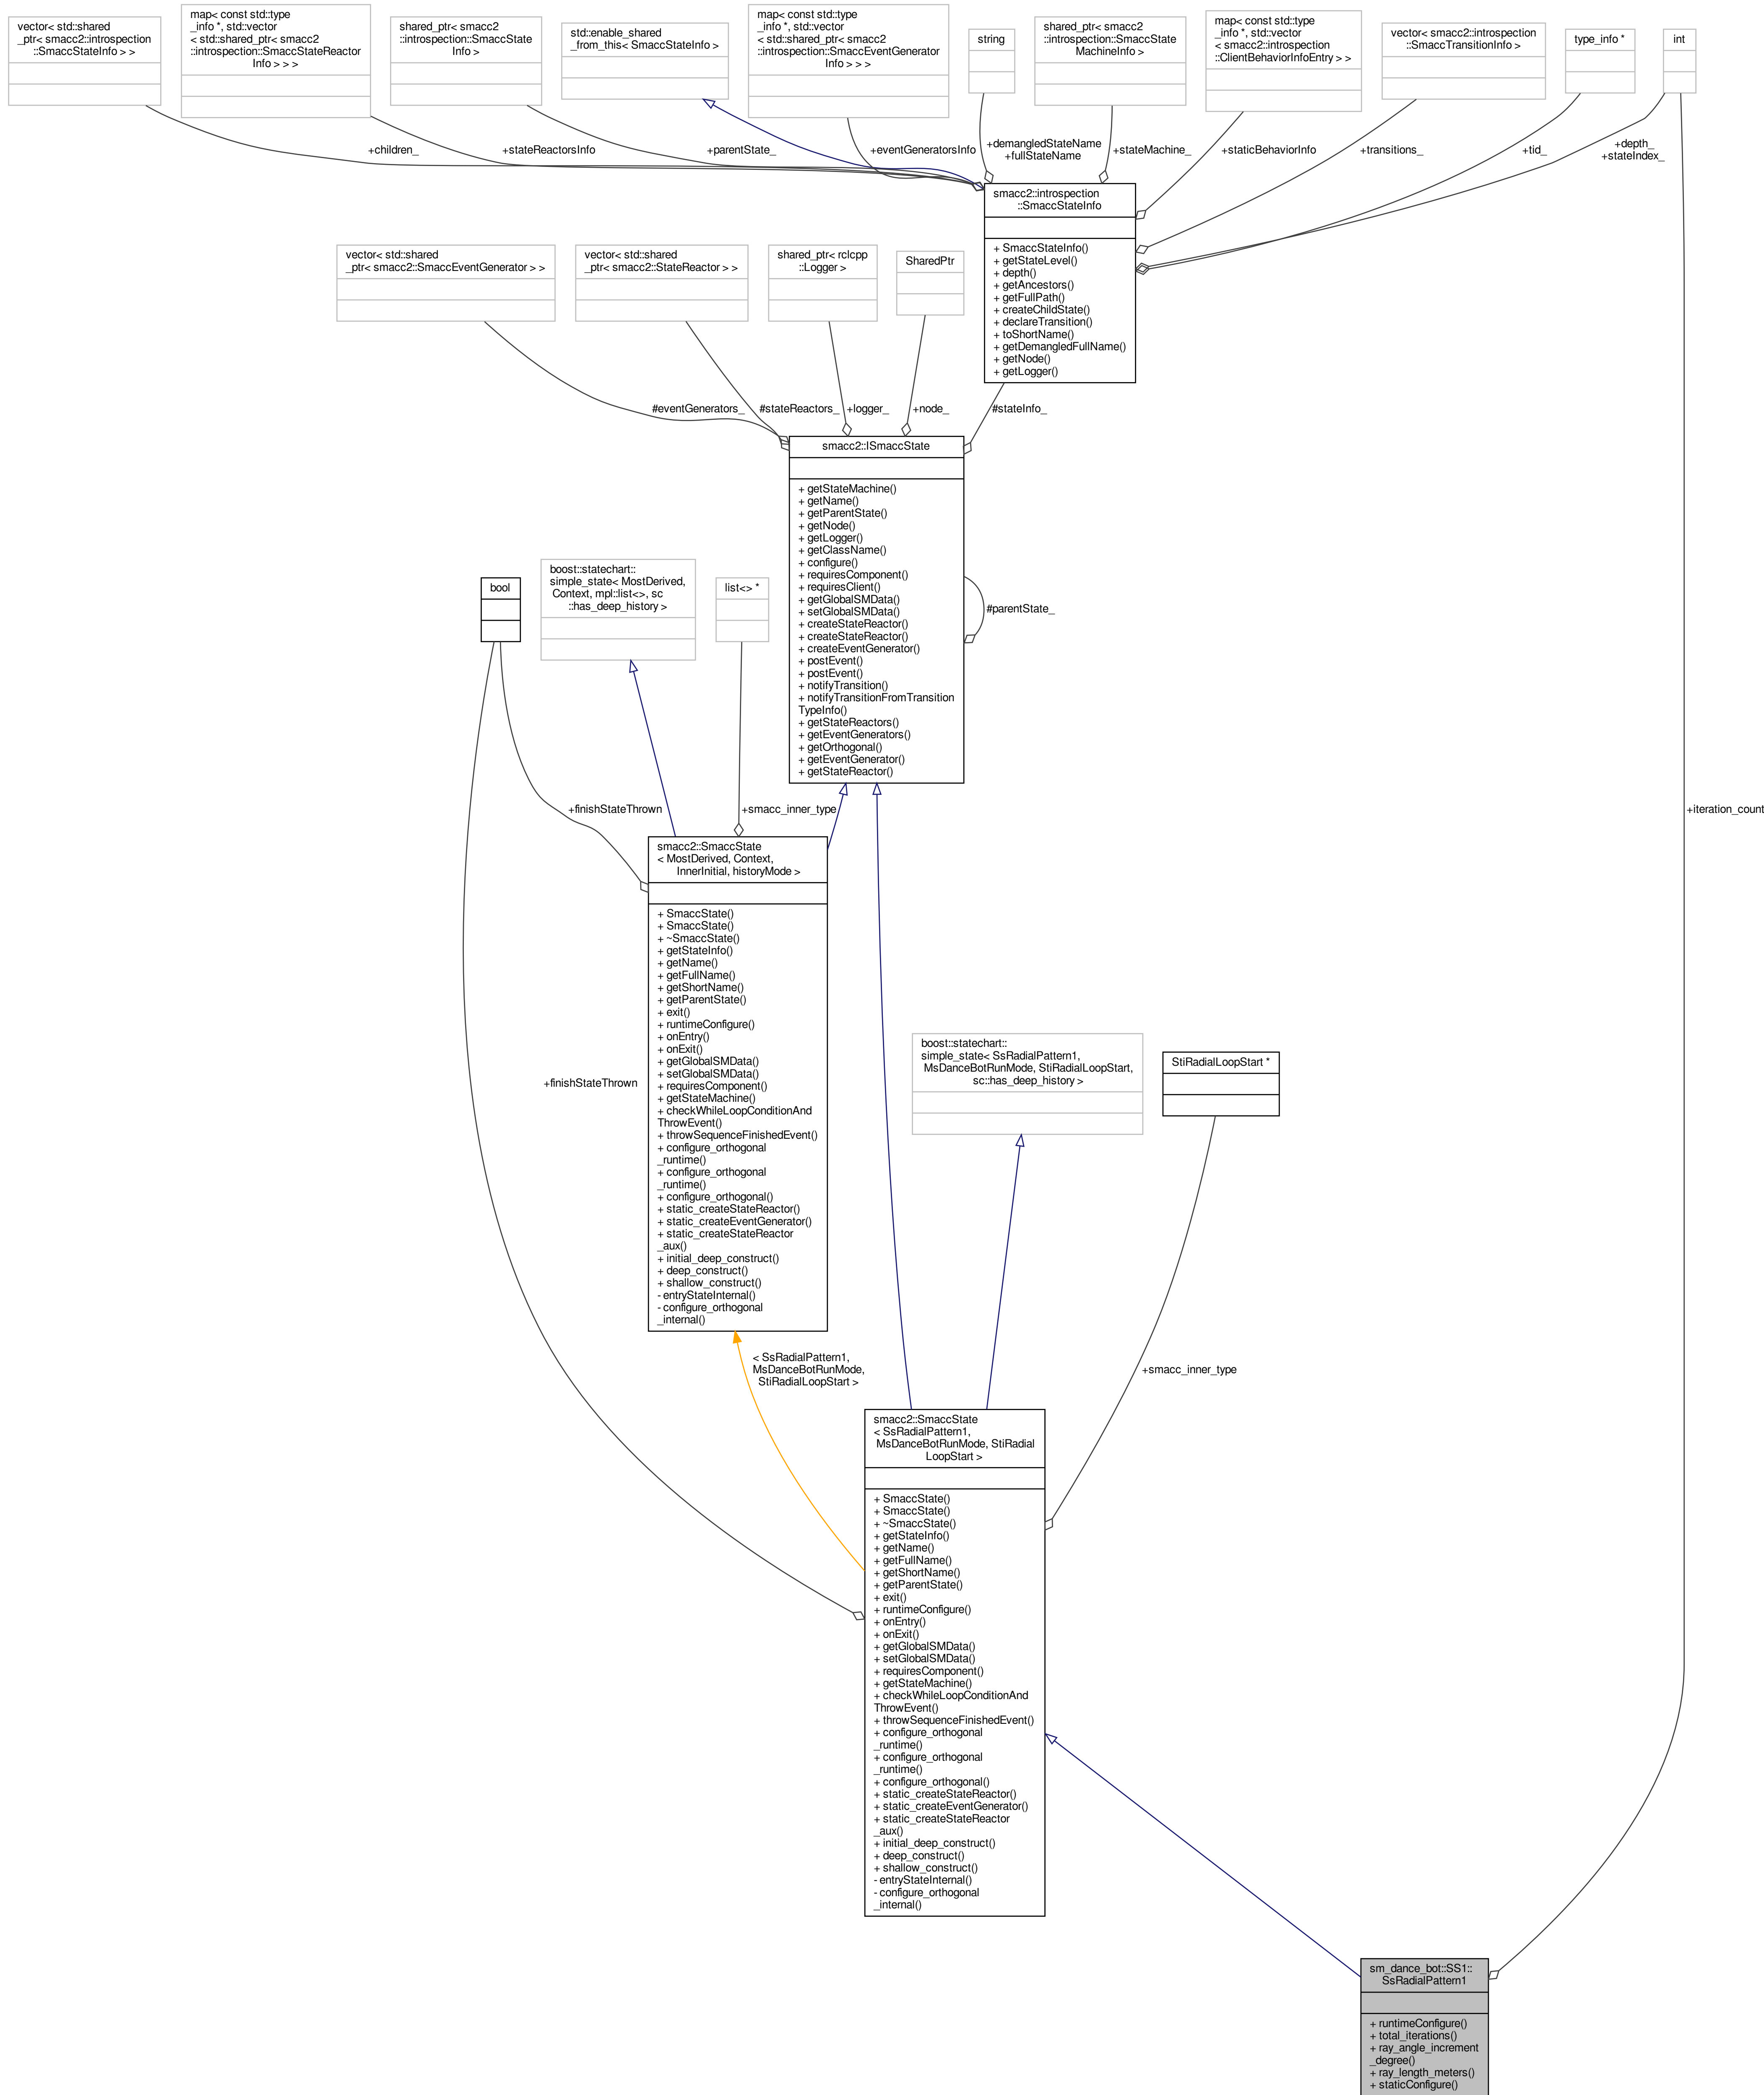 vector< std::shared
_ptr< smacc2::introspection
::SmaccStateInfo > >
map< const std::type
_info *, std::vector
< std::shared_ptr< smacc2
::introspection::SmaccStateReactor
Info > > >
shared_ptr< smacc2
::introspection::SmaccState
Info >
std::enable_shared
_from_this< SmaccStateInfo >
map< const std::type
_info *, std::vector
< std::shared_ptr< smacc2
::introspection::SmaccEventGenerator
Info > > >
string
shared_ptr< smacc2
::introspection::SmaccState
MachineInfo >
map< const std::type
_info *, std::vector
< smacc2::introspection
::ClientBehaviorInfoEntry > >
vector< smacc2::introspection
::SmaccTransitionInfo >
type_info *
int
+children_
+stateReactorsInfo
+parentState_
+eventGeneratorsInfo
+demangledStateName
+fullStateName
+stateMachine_
+staticBehaviorInfo
+transitions_
+tid_
+depth_
+stateIndex_
smacc2::introspection
::SmaccStateInfo
+ SmaccStateInfo()
+ getStateLevel()
+ depth()
+ getAncestors()
+ getFullPath()
+ createChildState()
+ declareTransition()
+ toShortName()
+ getDemangledFullName()
+ getNode()
+ getLogger()
vector< std::shared
_ptr< smacc2::SmaccEventGenerator > >
vector< std::shared
_ptr< smacc2::StateReactor > >
shared_ptr< rclcpp
::Logger >
SharedPtr
#eventGenerators_
#stateReactors_
+logger_
+node_
#stateInfo_
smacc2::ISmaccState
+ getStateMachine()
+ getName()
+ getParentState()
+ getNode()
+ getLogger()
+ getClassName()
+ configure()
+ requiresComponent()
+ requiresClient()
+ getGlobalSMData()
+ setGlobalSMData()
+ createStateReactor()
+ createStateReactor()
+ createEventGenerator()
+ postEvent()
+ postEvent()
+ notifyTransition()
+ notifyTransitionFromTransition
TypeInfo()
+ getStateReactors()
+ getEventGenerators()
+ getOrthogonal()
+ getEventGenerator()
+ getStateReactor()
#parentState_
bool
boost::statechart::
simple_state< MostDerived,
Context, mpl::list<>, sc
::has_deep_history >
list<> *
+finishStateThrown
+smacc_inner_type
+iteration_count
smacc2::SmaccState
< MostDerived, Context,
InnerInitial, historyMode >
+ SmaccState()
+ SmaccState()
+ ~SmaccState()
+ getStateInfo()
+ getName()
+ getFullName()
+ getShortName()
+ getParentState()
+ exit()
+ runtimeConfigure()
+ onEntry()
+ onExit()
+ getGlobalSMData()
+ setGlobalSMData()
+ requiresComponent()
+ getStateMachine()
+ checkWhileLoopConditionAnd
ThrowEvent()
+ throwSequenceFinishedEvent()
+ configure_orthogonal
_runtime()
+ configure_orthogonal
_runtime()
+ configure_orthogonal()
+ static_createStateReactor()
+ static_createEventGenerator()
+ static_createStateReactor
_aux()
+ initial_deep_construct()
+ deep_construct()
+ shallow_construct()
- entryStateInternal()
- configure_orthogonal
_internal()
+finishStateThrown
boost::statechart::
simple_state< SsRadialPattern1,
MsDanceBotRunMode, StiRadialLoopStart,
sc::has_deep_history >
StiRadialLoopStart *
< SsRadialPattern1,
MsDanceBotRunMode,
StiRadialLoopStart >
+smacc_inner_type
smacc2::SmaccState
< SsRadialPattern1,
MsDanceBotRunMode, StiRadial
LoopStart >
+ SmaccState()
+ SmaccState()
+ ~SmaccState()
+ getStateInfo()
+ getName()
+ getFullName()
+ getShortName()
+ getParentState()
+ exit()
+ runtimeConfigure()
+ onEntry()
+ onExit()
+ getGlobalSMData()
+ setGlobalSMData()
+ requiresComponent()
+ getStateMachine()
+ checkWhileLoopConditionAnd
ThrowEvent()
+ throwSequenceFinishedEvent()
+ configure_orthogonal
_runtime()
+ configure_orthogonal
_runtime()
+ configure_orthogonal()
+ static_createStateReactor()
+ static_createEventGenerator()
+ static_createStateReactor
_aux()
+ initial_deep_construct()
+ deep_construct()
+ shallow_construct()
- entryStateInternal()
- configure_orthogonal
_internal()
sm_dance_bot::SS1::
SsRadialPattern1
+ runtimeConfigure()
+ total_iterations()
+ ray_angle_increment
_degree()
+ ray_length_meters()
+ staticConfigure()